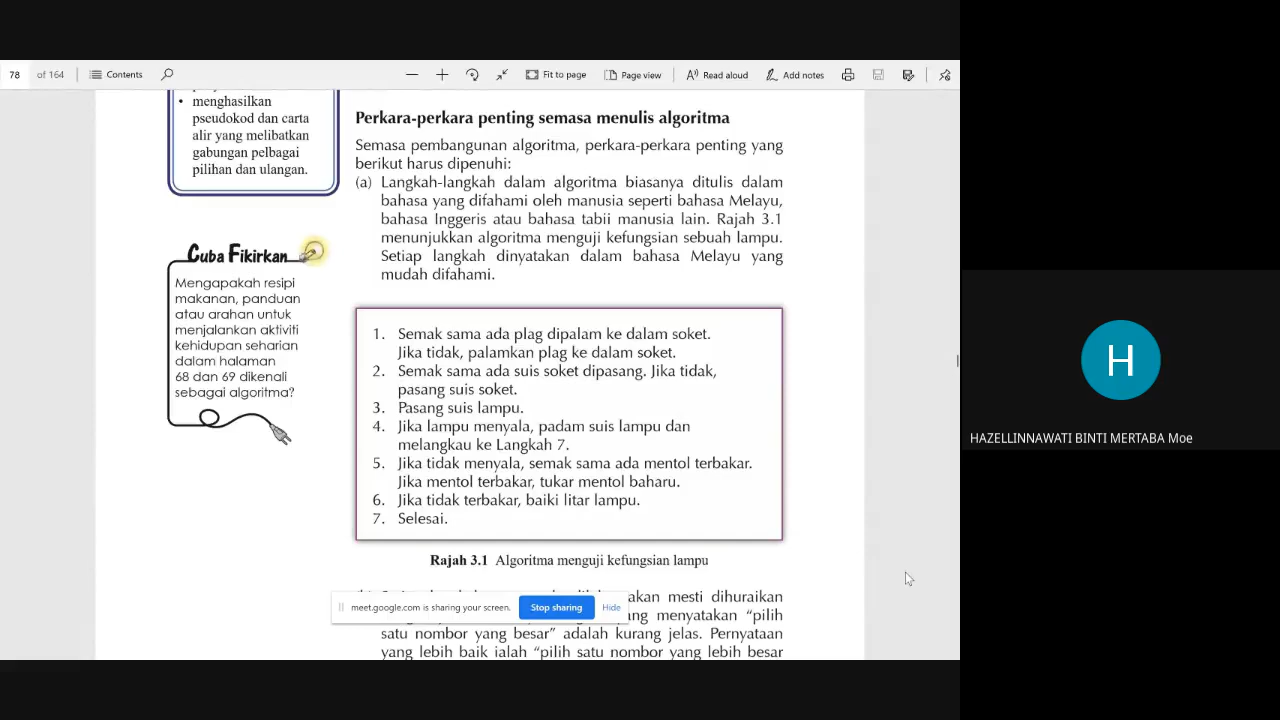 78 of 164 Contents Fit to page Page view Read aloud Add notes
• menghasilkan
pseudokod dan carta
alir yang melibatkan
gabungan pelbagai
pilihan dan ulangan.
Cuba Fikirkan
Mengapakah resipi
makanan, panduan
atau arahan untuk
menjalankan aktiviti
kehidupan seharian
dalam halaman
68 dan 69 dikenali
sebagai algoritma?
Perkara-perkara penting semasa menulis algoritma
Semasa pembangunan algoritma, perkara-perkara penting yang
berikut harus dipenuhi:
(a) Langkah-langkah dalam algoritma biasanya ditulis dalam
bahasa yang difahami oleh manusia seperti bahasa Melayu,
bahasa Inggeris atau bahasa tabii manusia lain. Rajah 3.1
menunjukkan algoritma menguji kefungsian sebuah lampu.
Setiap langkah dinyatakan dalam bahasa Melayu yang
mudah difahami.
1. Semak sama ada plag dipalam ke dalam soket.
Jika tidak, palamkan plag ke dalam soket.
2. Semak sama ada suis soket dipasang. Jika tidak,
pasang suis soket.
3. Pasang suis lampu.
4. Jika lampu menyala, padam suis lampu dan
melangkau ke Langkah 7.
5. Jika tidak menyala, semak sama ada mentol terbakar.
Jika mentol terbakar, tukar mentol baharu.
6. Jika tidak terbakar, baiki litar lampu.
7. Selesai.
Rajah 3.1 Algoritma menguji kefungsian lampu
akan mesti dihuraikan
meet.google.com is sharing your screen. Stop sharing Hide
yang menyatakan “pilih
satu nombor yang besar” adalah kurang jelas. Pernyataan
yang lebih baik ialah “pilih satu nombor yang lebih besar
H
HAZELLINNAWATI BINTI MERTABA Moe